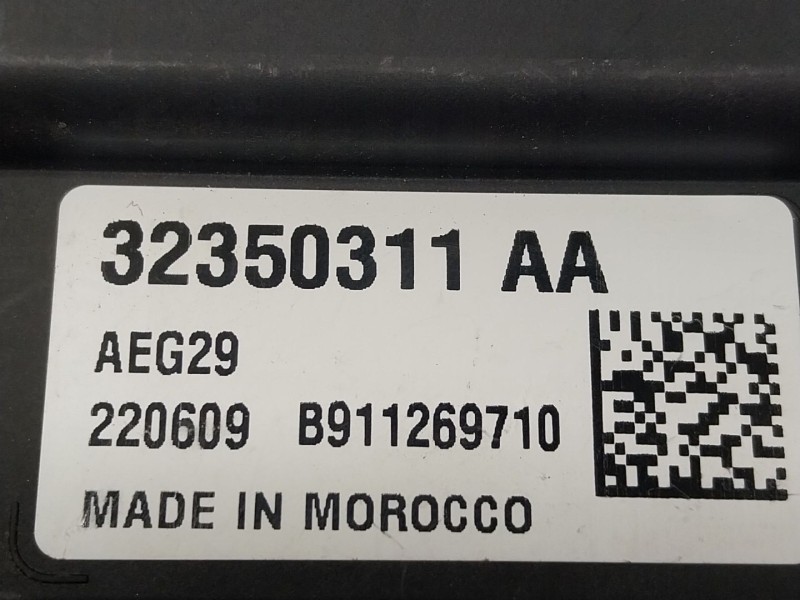 32350311 AA
AEG29
220609 B911269710
MADE IN MOROCCO